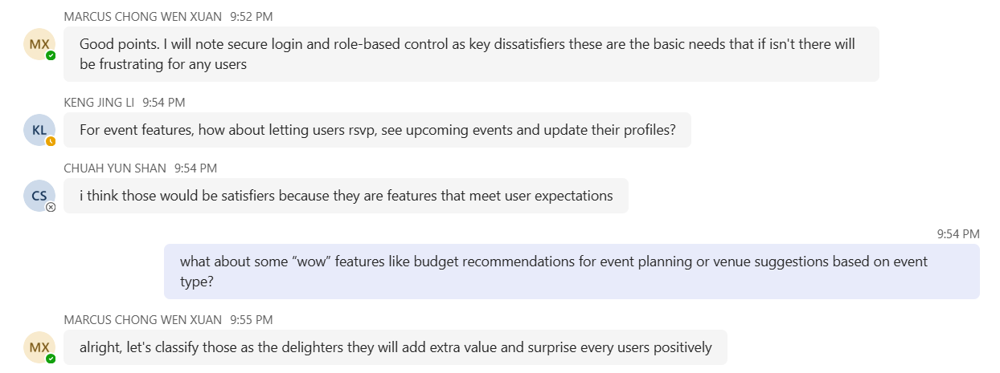 MARCUS CHONG WEN XUAN 9:52 PM
MX
Good points. I will note secure login and role-based control as key dissatisfiers these are the basic needs that if isn't there will
be frustrating for any users
KENG JING LI 9:54 PM
KL
For event features, how about letting users rsvp, see upcoming events and update their profiles?
CHUAH YUN SHAN 9:54 PM
CS
i think those would be satisfiers because they are features that meet user expectations
9:54 PM
what about some “wow” features like budget recommendations for event planning or venue suggestions based on event
type?
MARCUS CHONG WEN XUAN 9:55 PM
MX
alright, let's classify those as the delighters they will add extra value and surprise every users positively